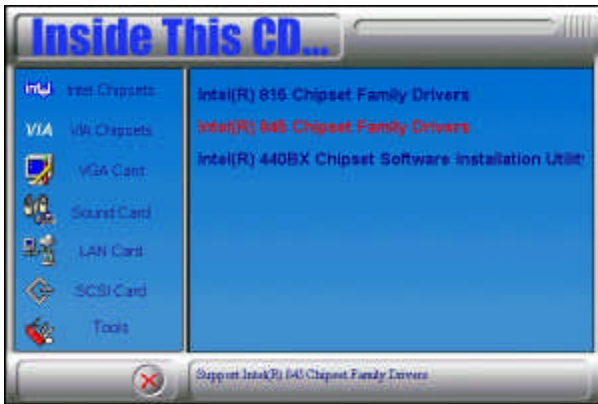 Inside This CD...
intel Intel Chipsets
VIA VIA Chipsets
VGA Card
Sound Card
LAN Card
SCSI Card
Tools
Intel(R) 815 Chipset Family Drivers
Intel(R) 845 Chipset Family Drivers
Intel(R) 440BX Chipset Software Installation Utilit
Support Intel(R) 845 Chipset Family Drivers